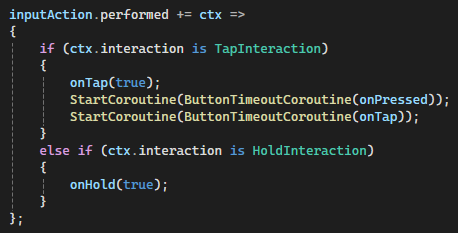 inputAction.performed += ctx =>
{
    if (ctx.interaction is TapInteraction)
    {
        onTap(true);
        StartCoroutine(ButtonTimeoutCoroutine(onPressed));
        StartCoroutine(ButtonTimeoutCoroutine(onTap));
    }
    else if (ctx.interaction is HoldInteraction)
    {
        onHold(true);
    }
};